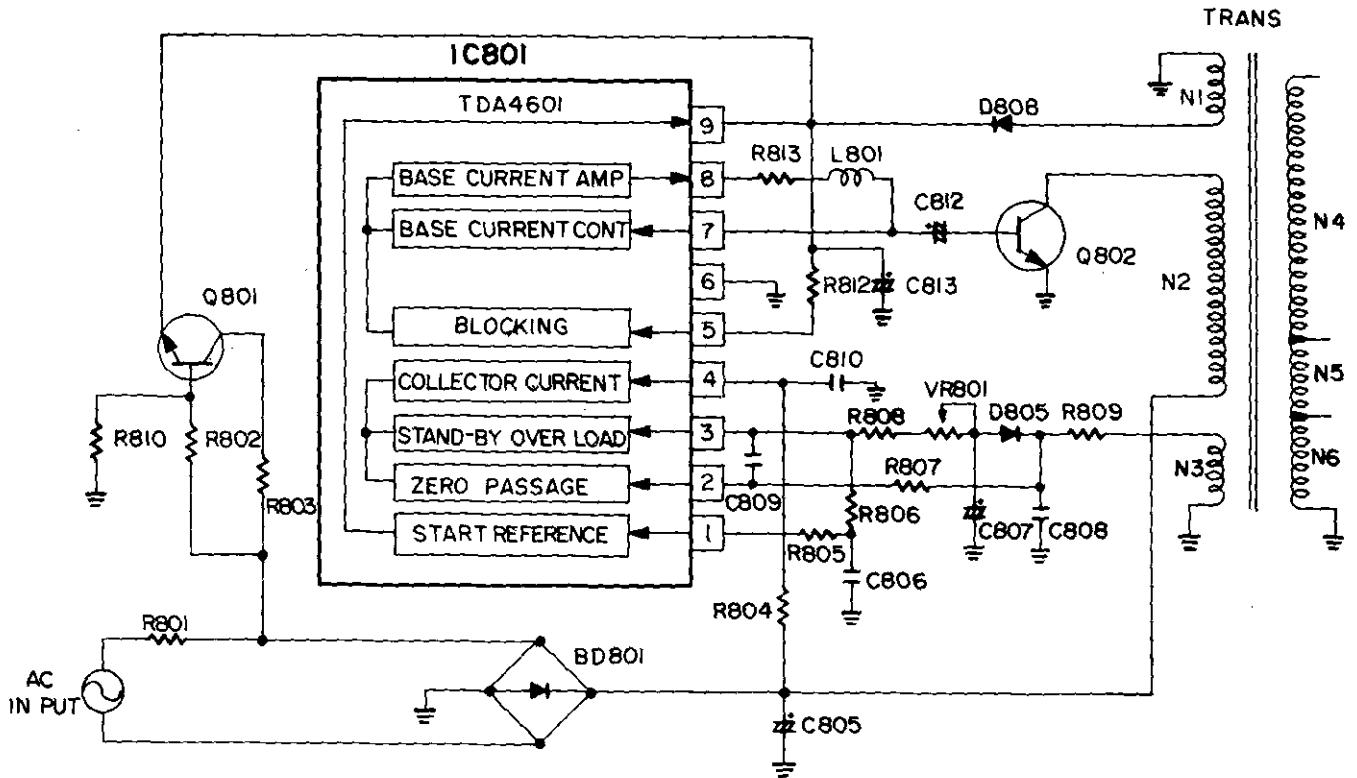 TRANS
IC801
TDA4601
9
D808
N1
BASE CURRENT AMP
8
R813
L801
C812
N4
BASE CURRENT CONT
7
Q802
6
R812
C813
N2
Q801
BLOCKING
5
C810
COLLECTOR CURRENT
4
VR801
N5
R810
R802
STAND-BY OVER LOAD
3
R808
D805
R809
R803
ZERO PASSAGE
2
C809
R807
N3
N6
R806
START REFERENCE
1
R805
C807
C808
C806
R804
R801
BD801
AC
IN PUT
C805